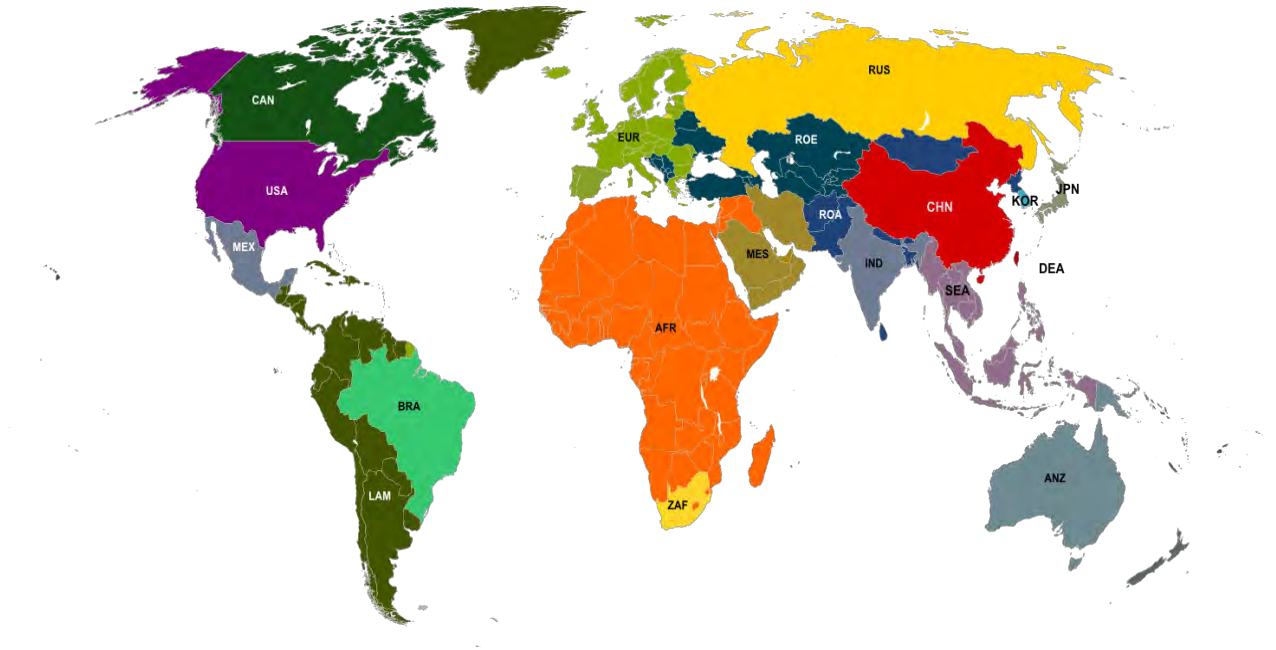 RUS
CAN
EUR
ROE
USA
JPN
KOR
CHN
ROA
MEX
MES
IND
DEA
SEA
AFR
BRA
ANZ
LAM
ZAF